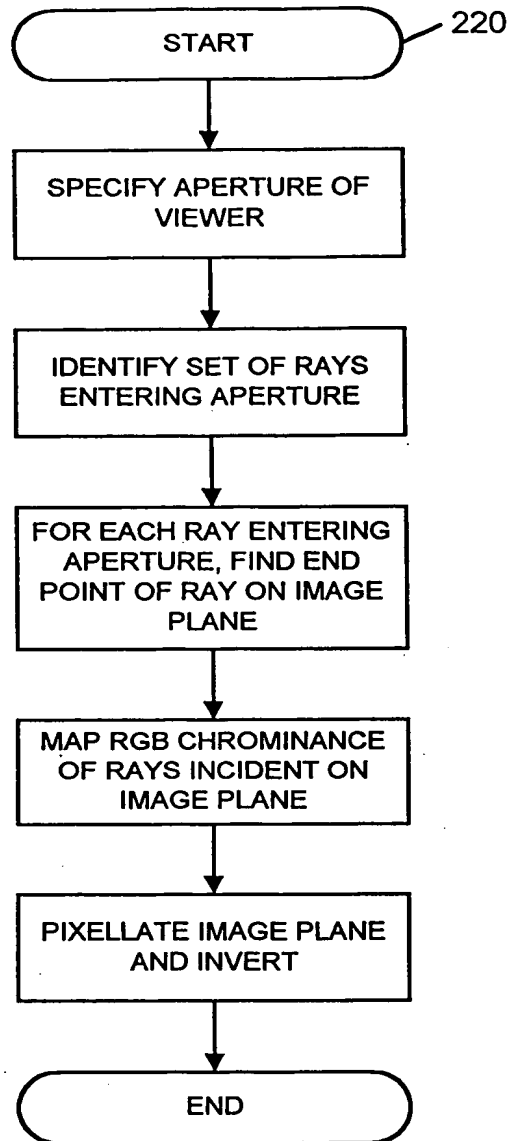 START
220
SPECIFY APERTURE OF
VIEWER
IDENTIFY SET OF RAYS
ENTERING APERTURE
FOR EACH RAY ENTERING
APERTURE, FIND END
POINT OF RAY ON IMAGE
PLANE
MAP RGB CHROMINANCE
OF RAYS INCIDENT ON
IMAGE PLANE
PIXELLATE IMAGE PLANE
AND INVERT
END